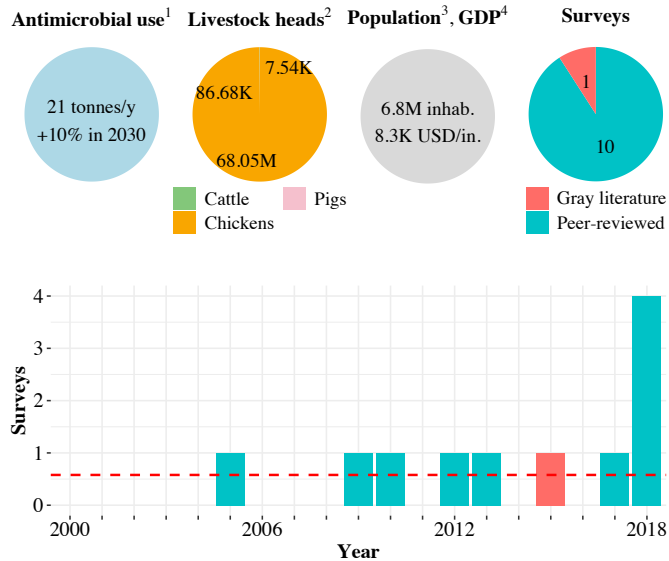 Antimicrobial use¹ Livestock heads² Population³, GDP⁴ Surveys
21 tonnes/y
+10% in 2030
7.54K
86.68K
68.05M
6.8M inhab.
8.3K USD/in.
1
10
Cattle Pigs
Chickens
Gray literature
Peer-reviewed
4
3
2
1
0
Surveys
2000 2006 2012 2018
Year